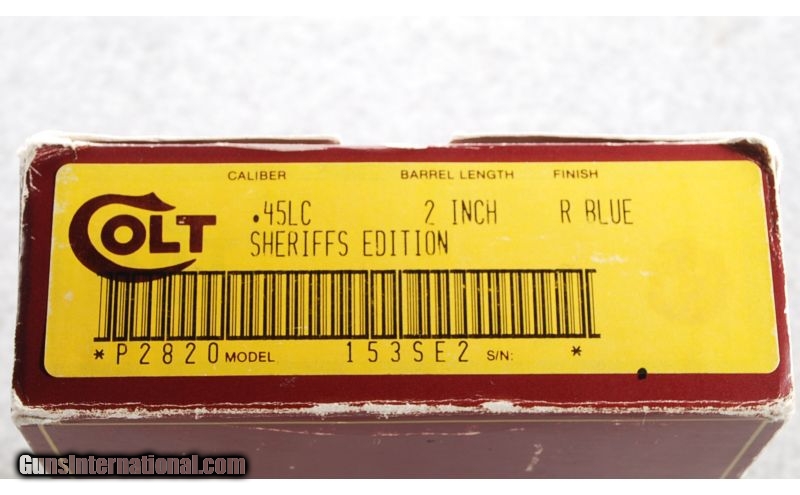 CALIBER BARREL LENGTH FINISH
COLT
.45LC 2 INCH R BLUE
SHERIFFS EDITION
*P2820 MODEL 153SE2 S/N: *
GunsInternational.com